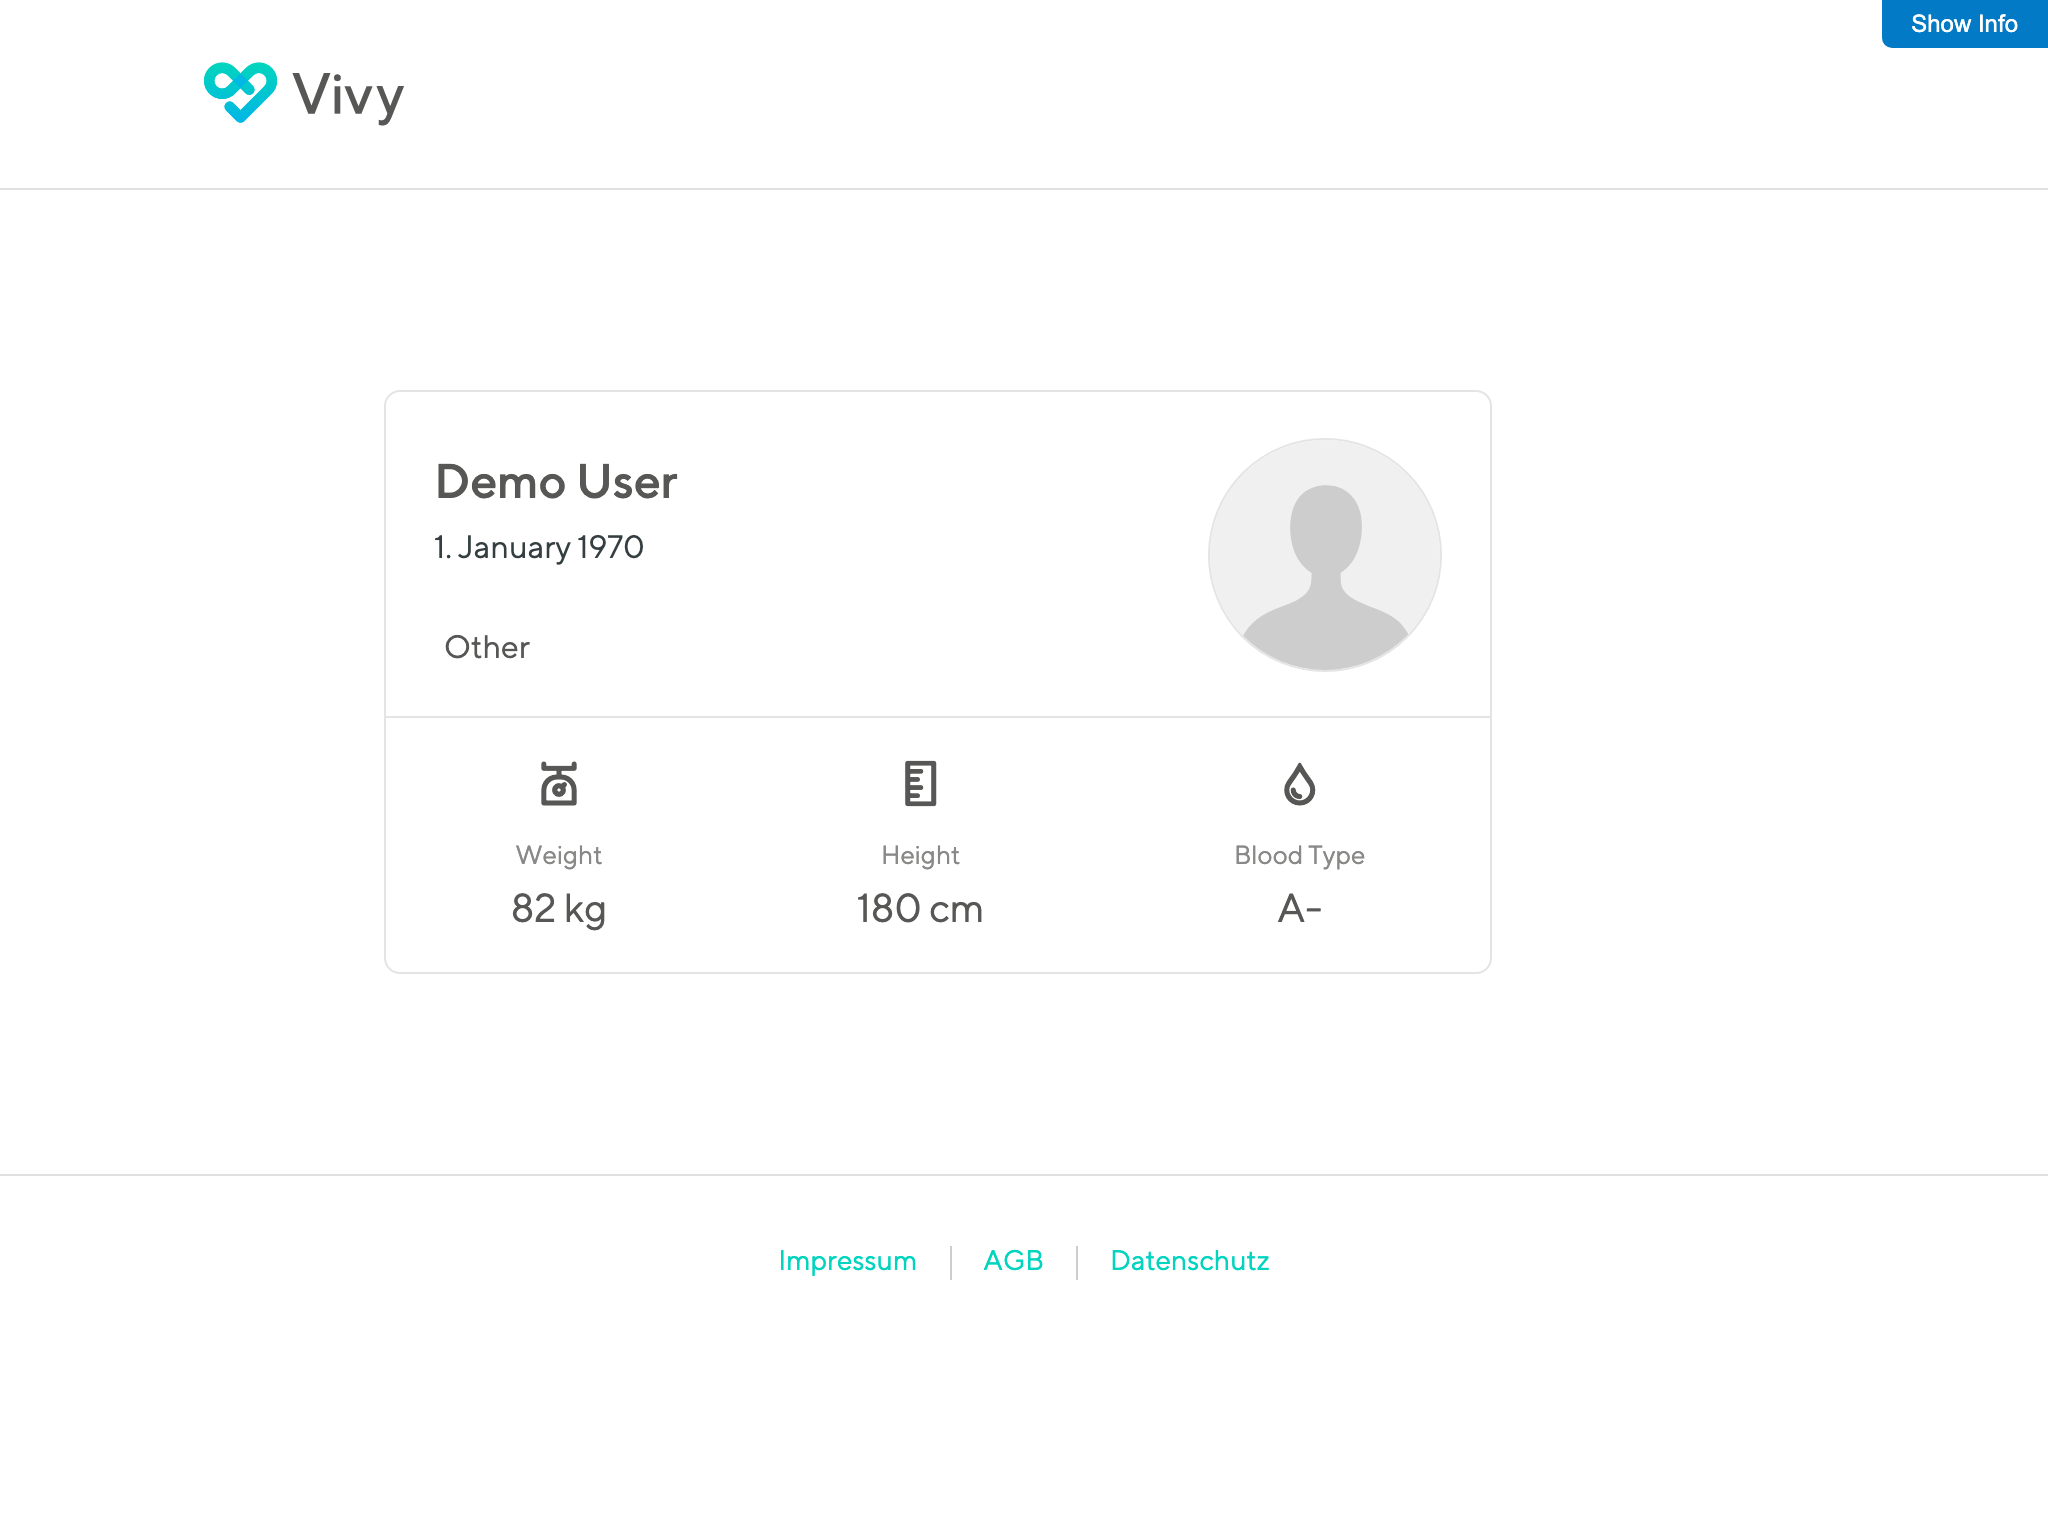 Show Info
Vivy
Demo User
1. January 1970
Other
Weight Height Blood Type
82 kg 180 cm A-
Impressum AGB Datenschutz